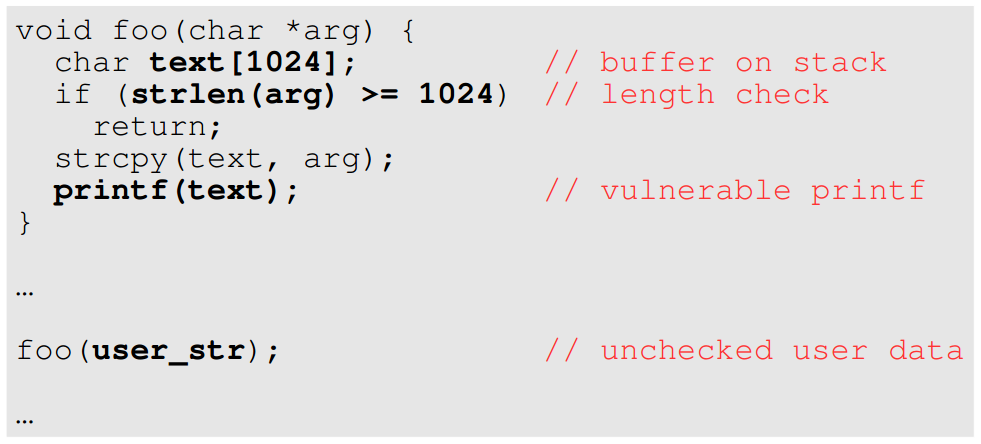 void foo(char *arg) {
  char text[1024];          // buffer on stack
  if (strlen(arg) >= 1024)  // length check
    return;
  strcpy(text, arg);
  printf(text);             // vulnerable printf
}
…
foo(user_str);              // unchecked user data
…